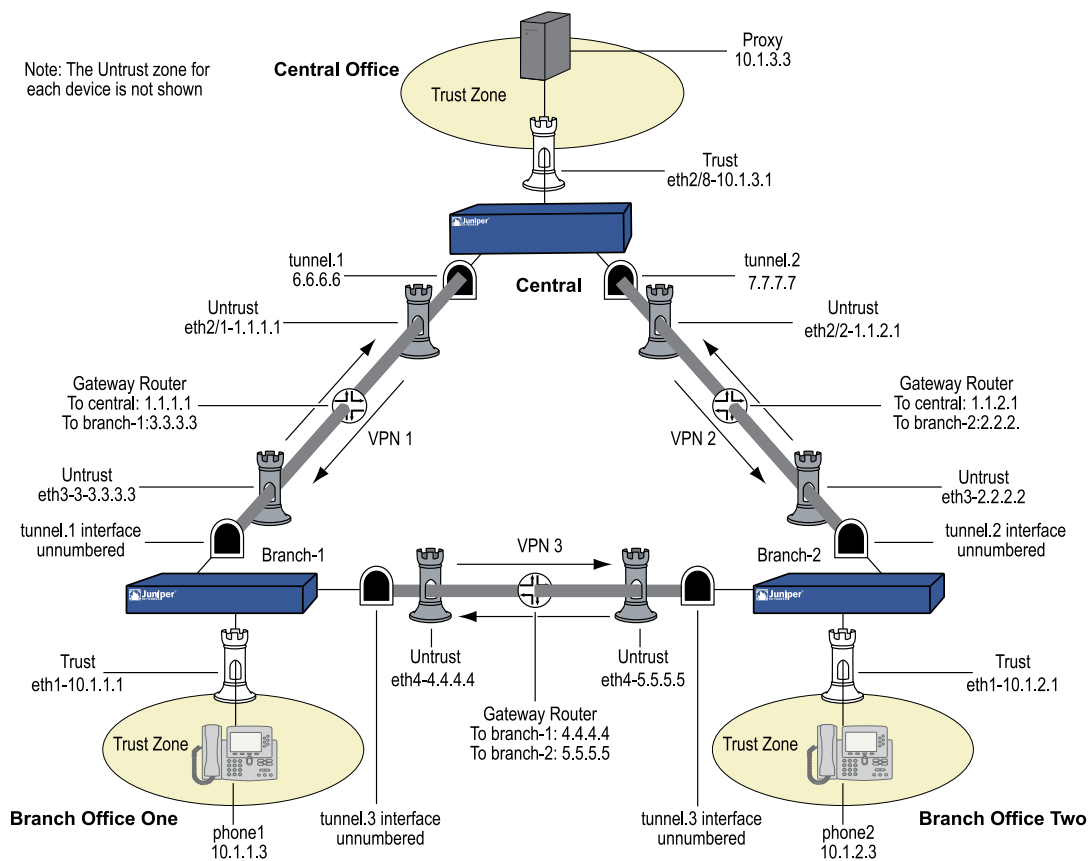 Note: The Untrust zone for
each device is not shown
Central Office
Proxy
10.1.3.3
Trust Zone
Trust
eth2/8-10.1.3.1
Juniper
tunnel.1
6.6.6.6
Central
tunnel.2
7.7.7.7
Untrust
eth2/1-1.1.1.1
Untrust
eth2/2-1.1.2.1
Gateway Router
To central: 1.1.1.1
To branch-1:3.3.3.3
VPN 1
VPN 2
Gateway Router
To central: 1.1.2.1
To branch-2:2.2.2.
Untrust
eth3-3-3.3.3.3
Untrust
eth3-2.2.2.2
tunnel.1 interface
unnumbered
Branch-1
VPN 3
Branch-2
tunnel.2 interface
unnumbered
Juniper
Juniper
Trust
eth1-10.1.1.1
Untrust
eth4-4.4.4.4
Untrust
eth4-5.5.5.5
Trust
eth1-10.1.2.1
Gateway Router
To branch-1: 4.4.4.4
To branch-2: 5.5.5.5
Trust Zone
Trust Zone
Branch Office One
phone1
10.1.1.3
tunnel.3 interface
unnumbered
tunnel.3 interface
unnumbered
phone2
10.1.2.3
Branch Office Two